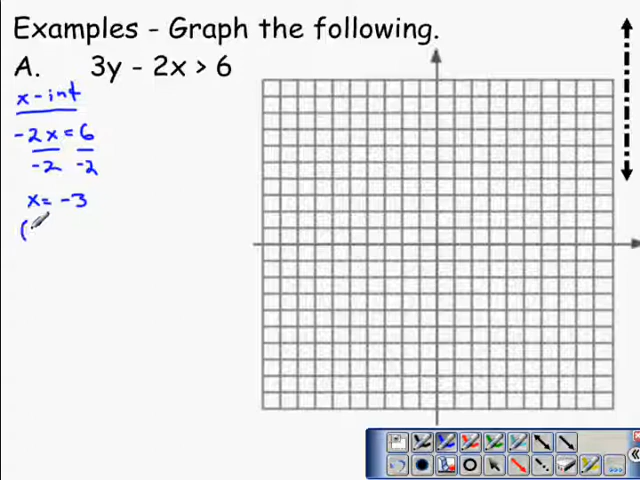 Examples - Graph the following.
A. 3y - 2x > 6
x-int
-2x = 6
-2 -2
x = -3
(